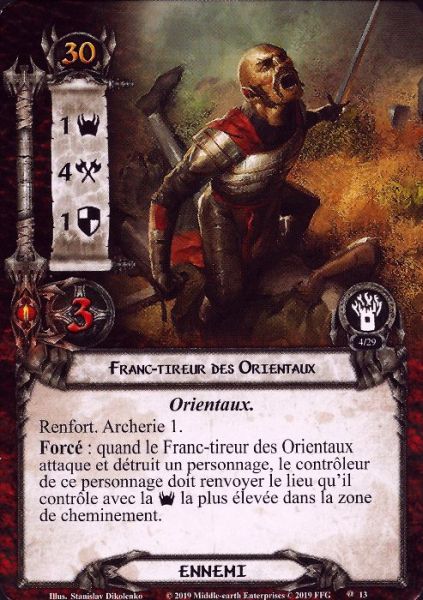 30
1
4
1
3
4/29
Franc-tireur des Orientaux
Orientaux.
Renfort. Archerie 1.
Forcé : quand le Franc-tireur des Orientaux
attaque et détruit un personnage, le contrôleur
de ce personnage doit renvoyer le lieu qu'il
contrôle avec la la plus élevée dans la zone
de cheminement.
ENNEMI
Illus. Stanislav Dikolenko © 2019 Middle-earth Enterprises © 2019 FFG 13